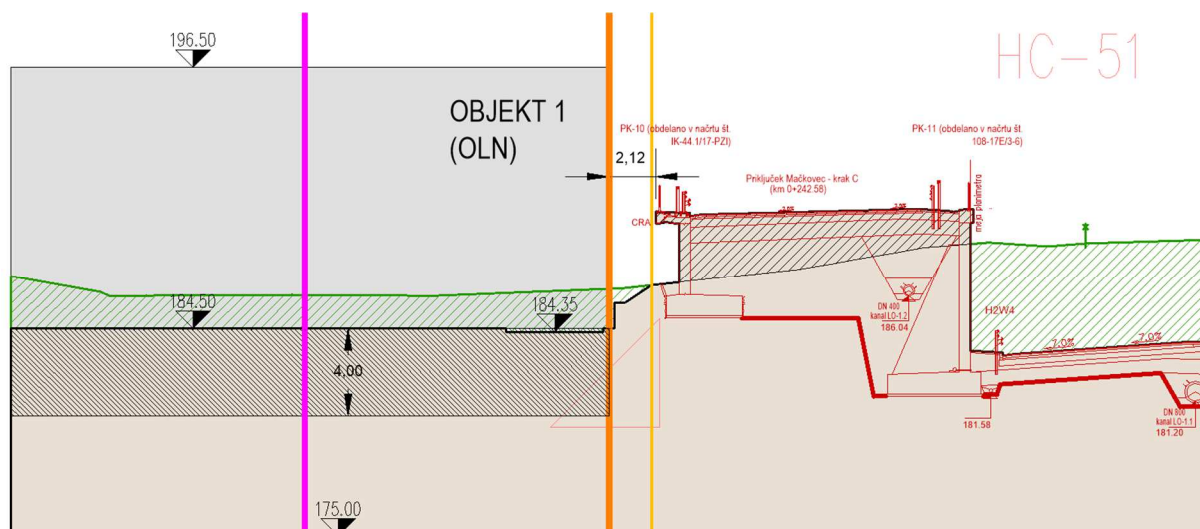 196.50
HC-51
OBJEKT 1
(OLN)
PK-10 (obdelano v načrtu št.
IK-44.1/17-PZI)
PK-11 (obdelano v načrtu št.
108-17E/3-6)
2,12
Priključek Mačkovec - krak C
(km 0+242.58)
meja planimetra
CRA
184.50
184.35
DN 400
kanal LO-1.2
186.04
H2W4
7.0%
7.0%
4,00
181.58
DN 800
kanal LO-1.1
181.20
175.00